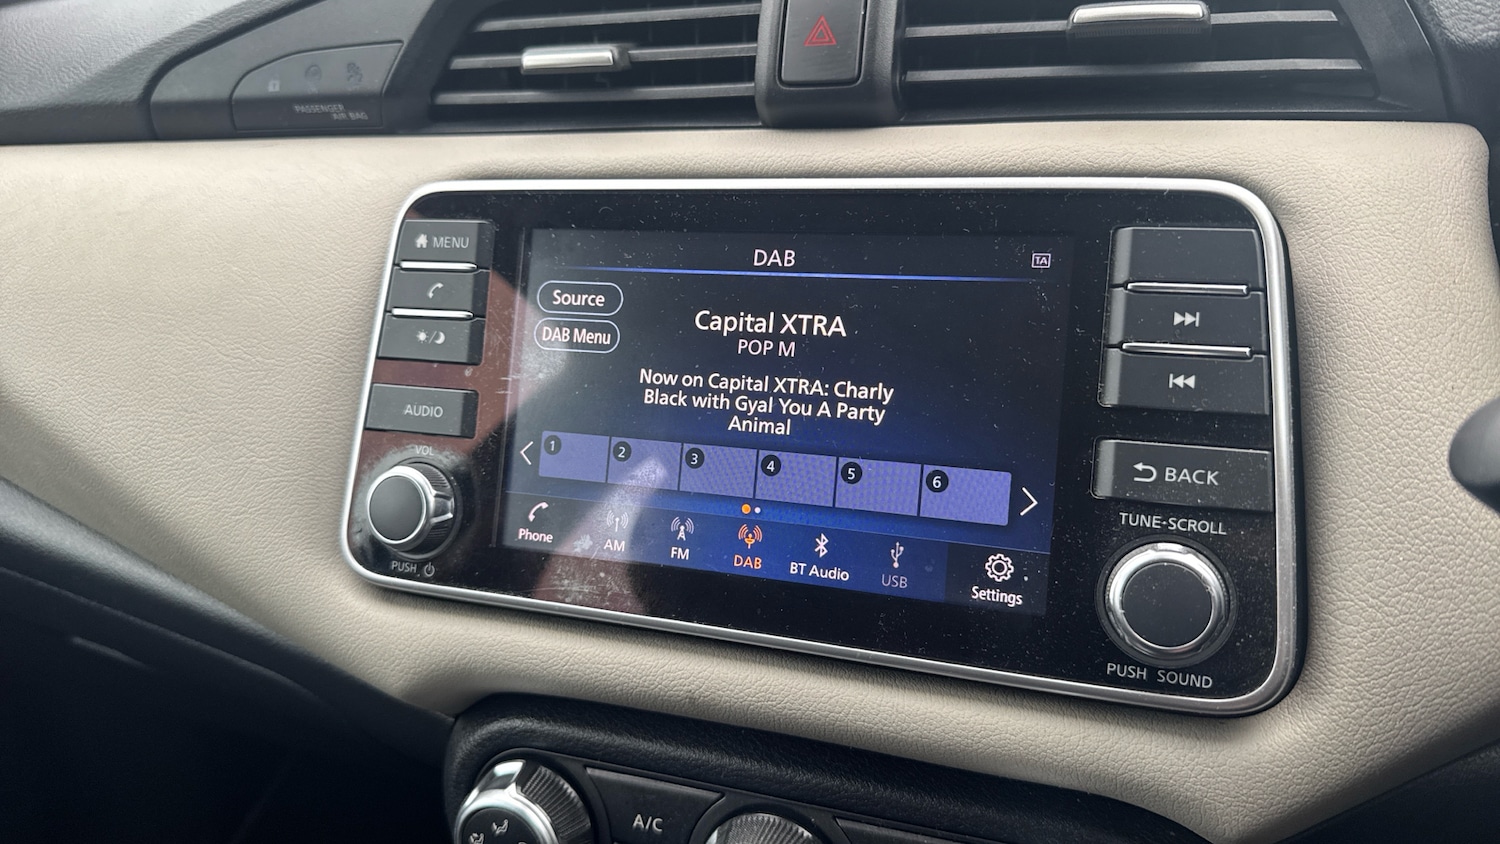 PASSENGER
AIR BAG
MENU
AUDIO
VOL
PUSH
DAB
TA
Source
DAB Menu
Capital XTRA
POP M
Now on Capital XTRA: Charly
Black with Gyal You A Party
Animal
1 2 3 4 5 6
Phone
AM
FM
DAB
BT Audio
USB
Settings
BACK
TUNE·SCROLL
PUSH SOUND
A/C